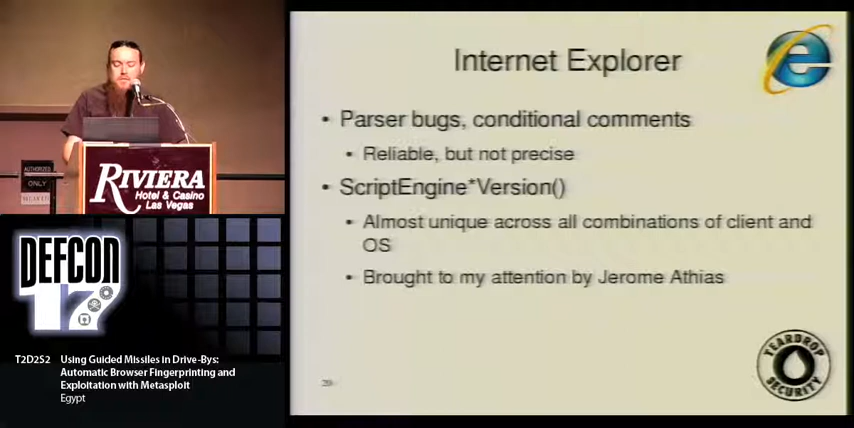 Internet Explorer
• Parser bugs, conditional comments
• Reliable, but not precise
• ScriptEngine*Version()
• Almost unique across all combinations of client and
OS
• Brought to my attention by Jerome Athias
TEARDROP
SECURITY
AUTHORIZED
ONLY
RIVIERA
Hotel & Casino
Las Vegas
DEFCON
17
T2D2S2 Using Guided Missiles in Drive-Bys:
Automatic Browser Fingerprinting and
Exploitation with Metasploit
Egypt